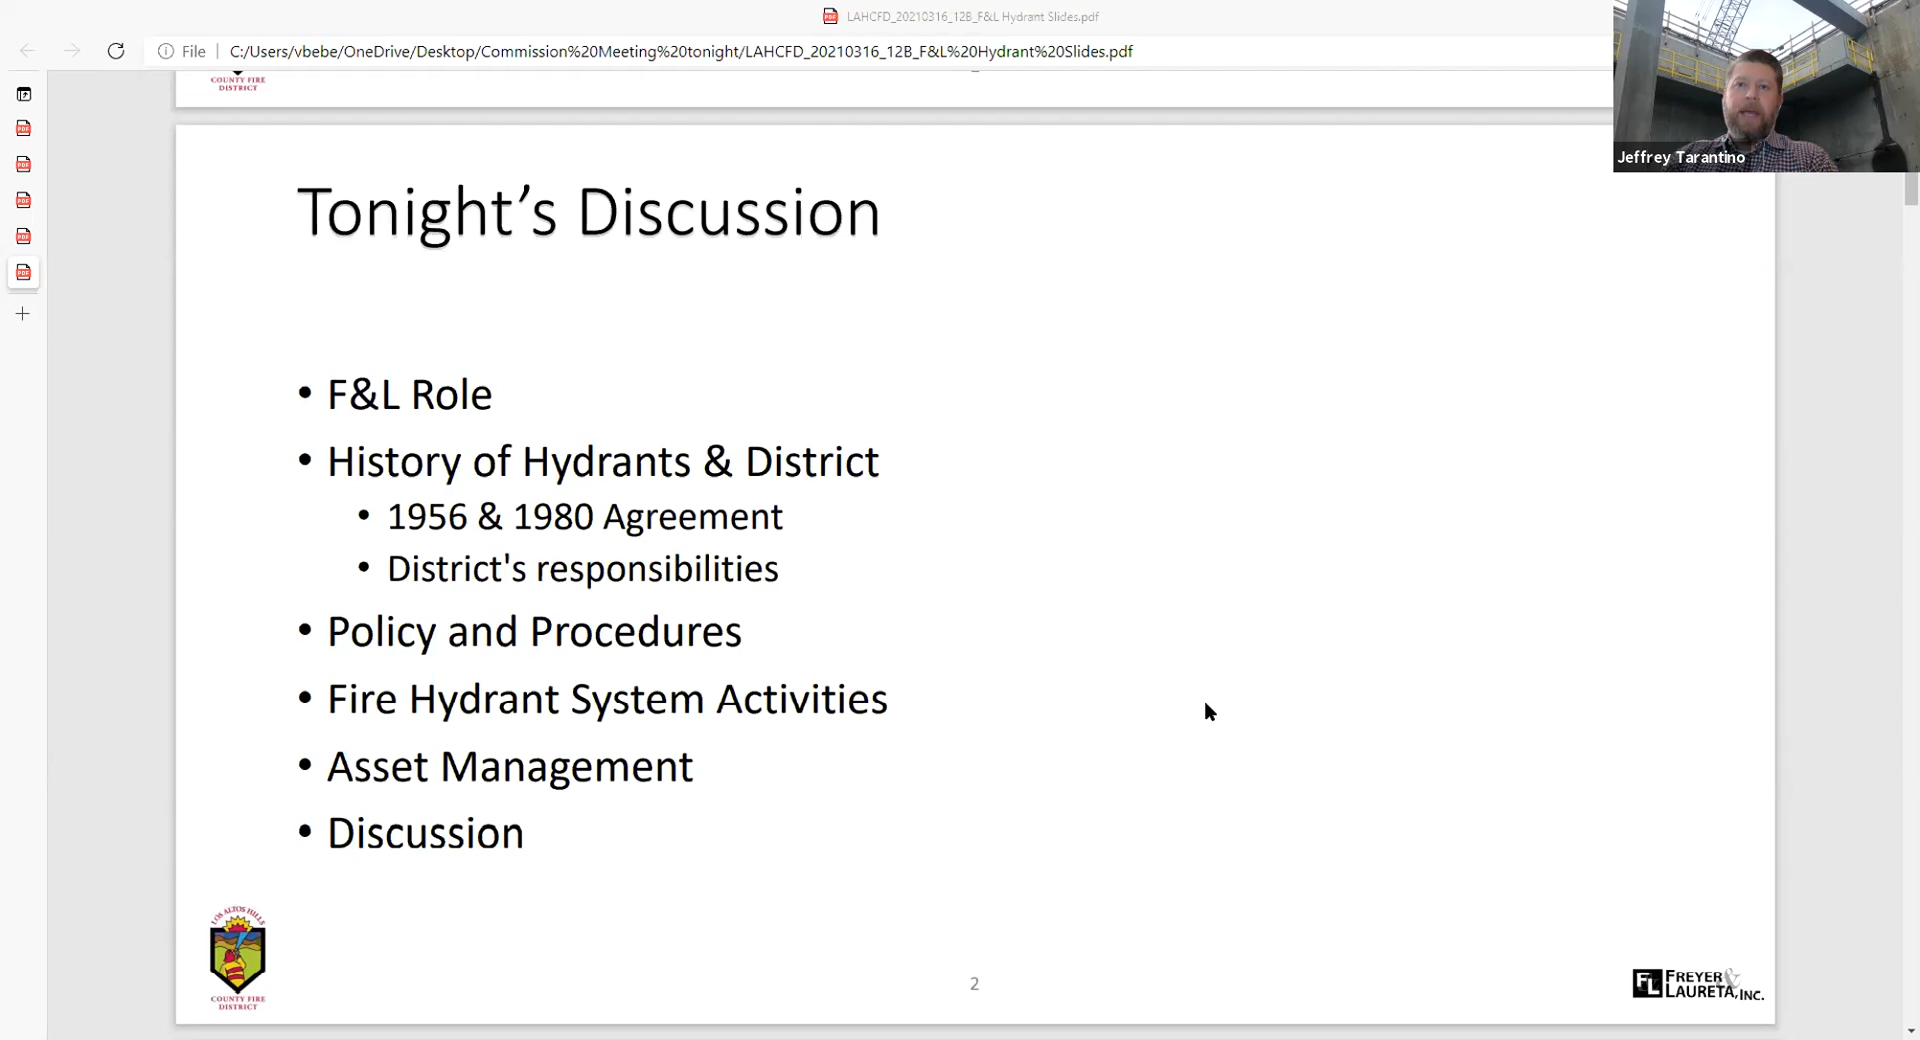 LAHCFD_20210316_12B_F&L Hydrant Slides.pdf
File
C:/Users/vbebe/OneDrive/Desktop/Commission%20Meeting%20tonight/LAHCFD_20210316_12B_F&L%20Hydrant%20Slides.pdf
COUNTY FIRE
DISTRICT
Jeffrey Tarantino
Tonight’s Discussion
• F&L Role
• History of Hydrants & District
• 1956 & 1980 Agreement
• District's responsibilities
• Policy and Procedures
• Fire Hydrant System Activities
• Asset Management
• Discussion
LOS ALTOS HILLS
COUNTY FIRE
DISTRICT
2
FL FREYER &
LAURETA, INC.